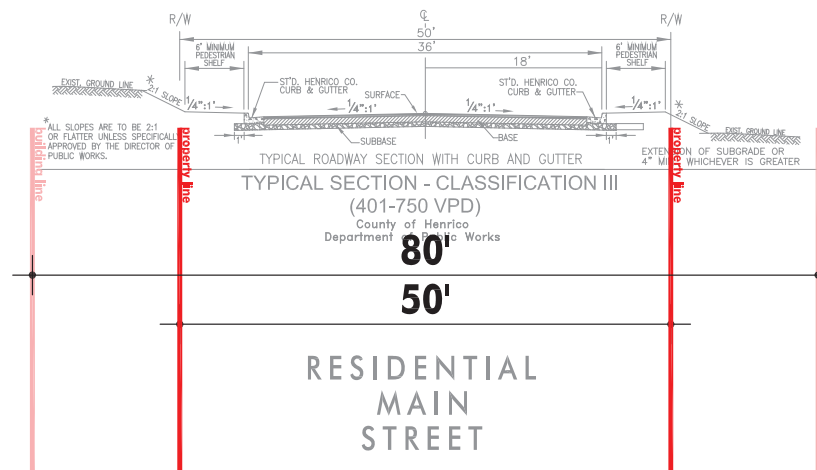 R/W
℄
R/W
50'
36'
18'
6' MINIMUM
PEDESTRIAN
SHELF
6' MINIMUM
PEDESTRIAN
SHELF
EXIST. GROUND LINE
*
2:1 SLOPE
ST'D. HENRICO CO.
CURB & GUTTER
SURFACE
ST'D. HENRICO CO.
CURB & GUTTER
1/4":1'
1/4":1'
1/4":1'
1/4":1'
*
2:1 SLOPE
EXIST. GROUND LINE
*
ALL SLOPES ARE TO BE 2:1
OR FLATTER UNLESS SPECIFICALLY
APPROVED BY THE DIRECTOR OF
PUBLIC WORKS.
1'
1'
SUBBASE
BASE
EXTENSION OF SUBGRADE OR
4" MIN. WHICHEVER IS GREATER
building line
property line
property line
TYPICAL ROADWAY SECTION WITH CURB AND GUTTER
TYPICAL SECTION - CLASSIFICATION III
(401-750 VPD)
County of Henrico
Department of Public Works
80'
50'
RESIDENTIAL
MAIN
STREET